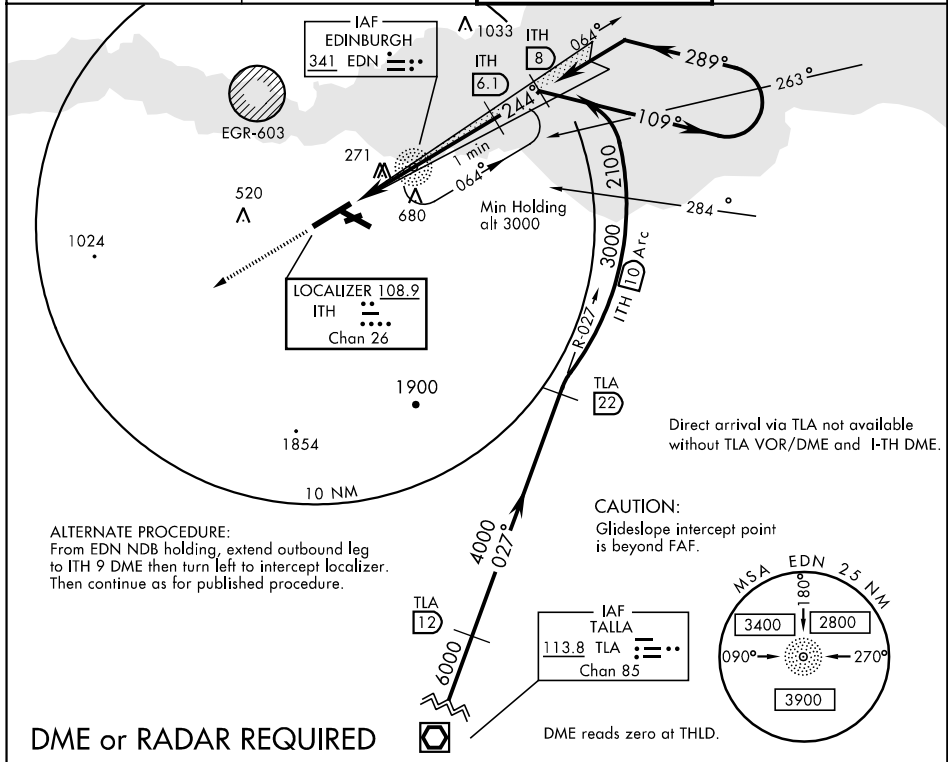 IAF
EDINBURGH
341 EDN
1033
ITH
8
064°
ITH
6.1
289°
263°
244°
109°
EGR-603
271
1 min
064°
2100
520
680
Min Holding
alt 3000
284°
1024
3000
ITH 10 Arc
LOCALIZER 108.9
ITH
Chan 26
R-027
1900
TLA
22
1854
Direct arrival via TLA not available
without TLA VOR/DME and I-TH DME.
10 NM
CAUTION:
Glideslope intercept point
is beyond FAF.
ALTERNATE PROCEDURE:
From EDN NDB holding, extend outbound leg
to ITH 9 DME then turn left to intercept localizer.
Then continue as for published procedure.
4000
027°
MSA EDN 25 NM
180°
3400
2800
090°
270°
3900
TLA
12
6000
IAF
TALLA
113.8 TLA
Chan 85
DME or RADAR REQUIRED
DME reads zero at THLD.